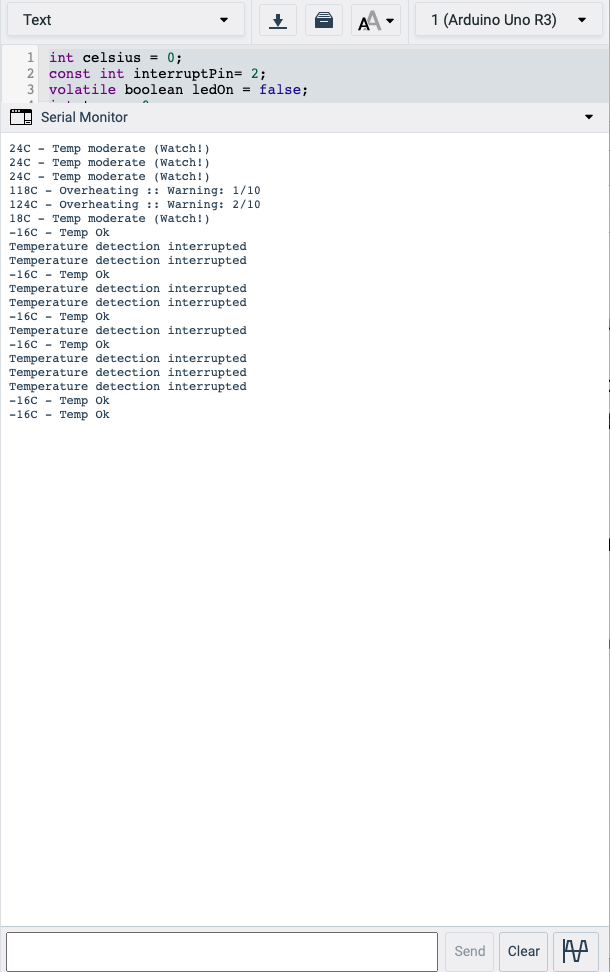 Text
1 (Arduino Uno R3)
1 int celsius = 0;
2 const int interruptPin= 2;
3 volatile boolean ledOn = false;
Serial Monitor
24C - Temp moderate (Watch!)
24C - Temp moderate (Watch!)
24C - Temp moderate (Watch!)
118C - Overheating :: Warning: 1/10
124C - Overheating :: Warning: 2/10
18C - Temp moderate (Watch!)
-16C - Temp Ok
Temperature detection interrupted
Temperature detection interrupted
-16C - Temp Ok
Temperature detection interrupted
Temperature detection interrupted
-16C - Temp Ok
Temperature detection interrupted
-16C - Temp Ok
Temperature detection interrupted
Temperature detection interrupted
Temperature detection interrupted
-16C - Temp Ok
-16C - Temp Ok
Send
Clear